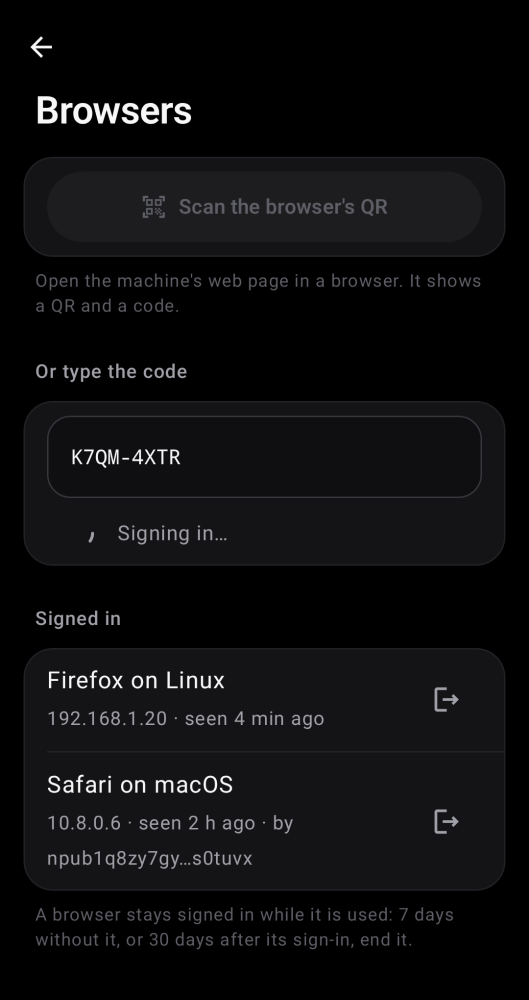 Browsers
Scan the browser's QR
Open the machine's web page in a browser. It shows
a QR and a code.
Or type the code
K7QM-4XTR
Signing in…
Signed in
Firefox on Linux
192.168.1.20 · seen 4 min ago
Safari on macOS
10.8.0.6 · seen 2 h ago · by
npub1q8zy7gy…s0tuvx
A browser stays signed in while it is used: 7 days
without it, or 30 days after its sign-in, end it.